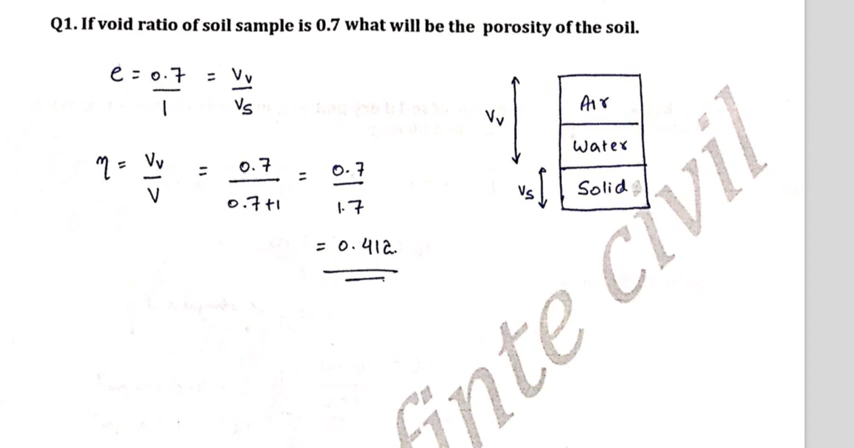 Q1. If void ratio of soil sample is 0.7 what will be the porosity of the soil.
e = 0.7/1 = Vv/Vs
η = Vv/V = 0.7/0.7+1 = 0.7/1.7
= 0.412
Vv
Air
Water
Vs
Solid
finte civil